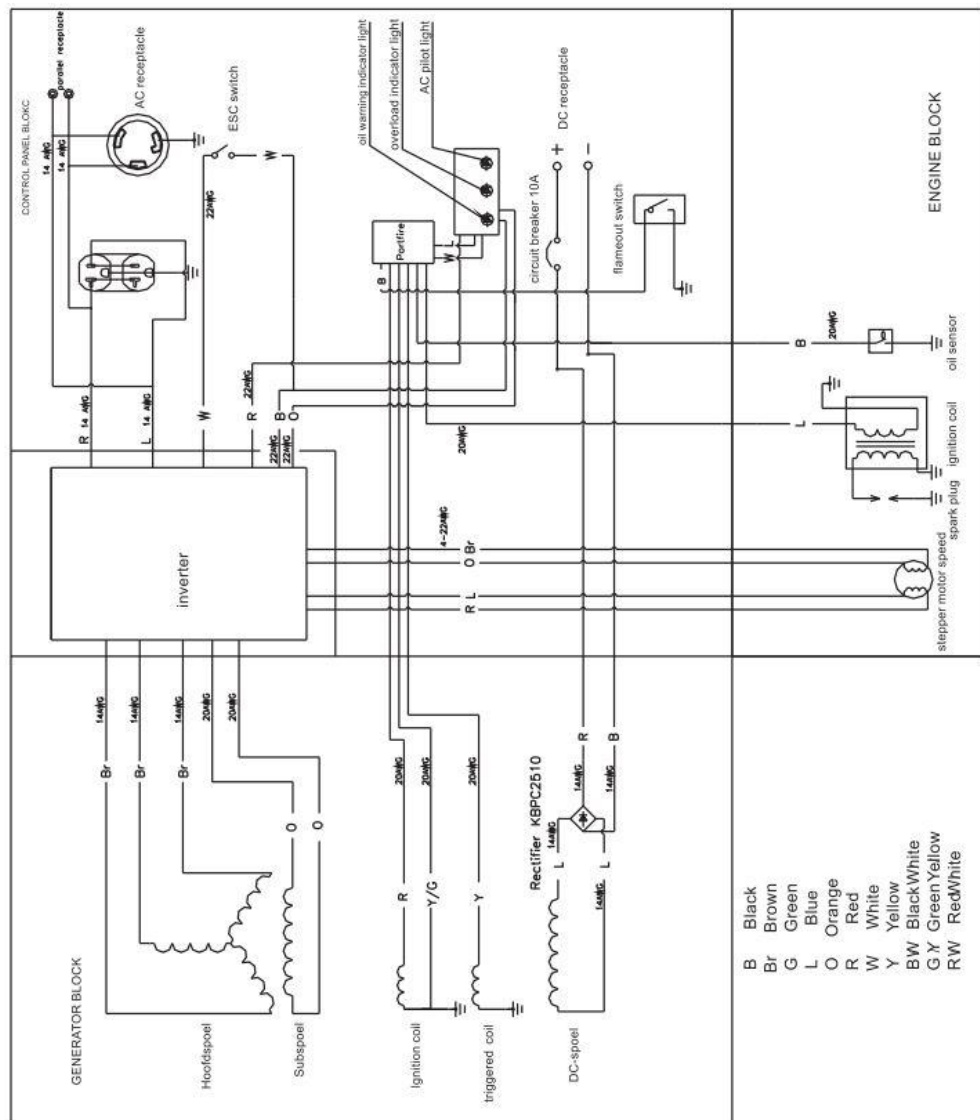 GENERATOR BLOCK
Hoofdspoel
Subspoel
Ignition coil
triggered coil
DC-spoel
Br
Br
Br
O
O
14AWG
14AWG
14AWG
20AWG
20AWG
R
Y/G
Y
20AWG
20AWG
20AWG
Rectifier KBPC2510
L
L
14AWG
14AWG
14AWG
14AWG
R
B
inverter
4-22AWG
R L
O Br
CONTROL PANEL BLOKC
parallel receptacle
14 AWG
14 AWG
AC receptacle
ESC switch
W
22AWG
R
L
14 AWG
14 AWG
W
R
B
O
22AWG
22AWG
22AWG
oil warning indicator light
overload indicator light
AC pilot light
Portfire
B
W
L
circuit breaker 10A
DC receptacle
+
−
flameout switch
20AWG
ENGINE BLOCK
B
20AWG
oil sensor
L
ignition coil
spark plug
stepper motor speed
B Black
Br Brown
G Green
L Blue
O Orange
R Red
W White
Y Yellow
BW BlackWhite
G.Y GreenYellow
RW RedWhite